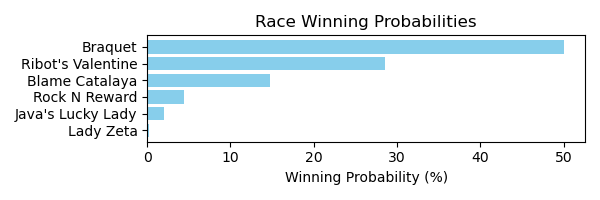 Race Winning Probabilities
Braquet
Ribot's Valentine
Blame Catalaya
Rock N Reward
Java's Lucky Lady
Lady Zeta
0 10 20 30 40 50
Winning Probability (%)